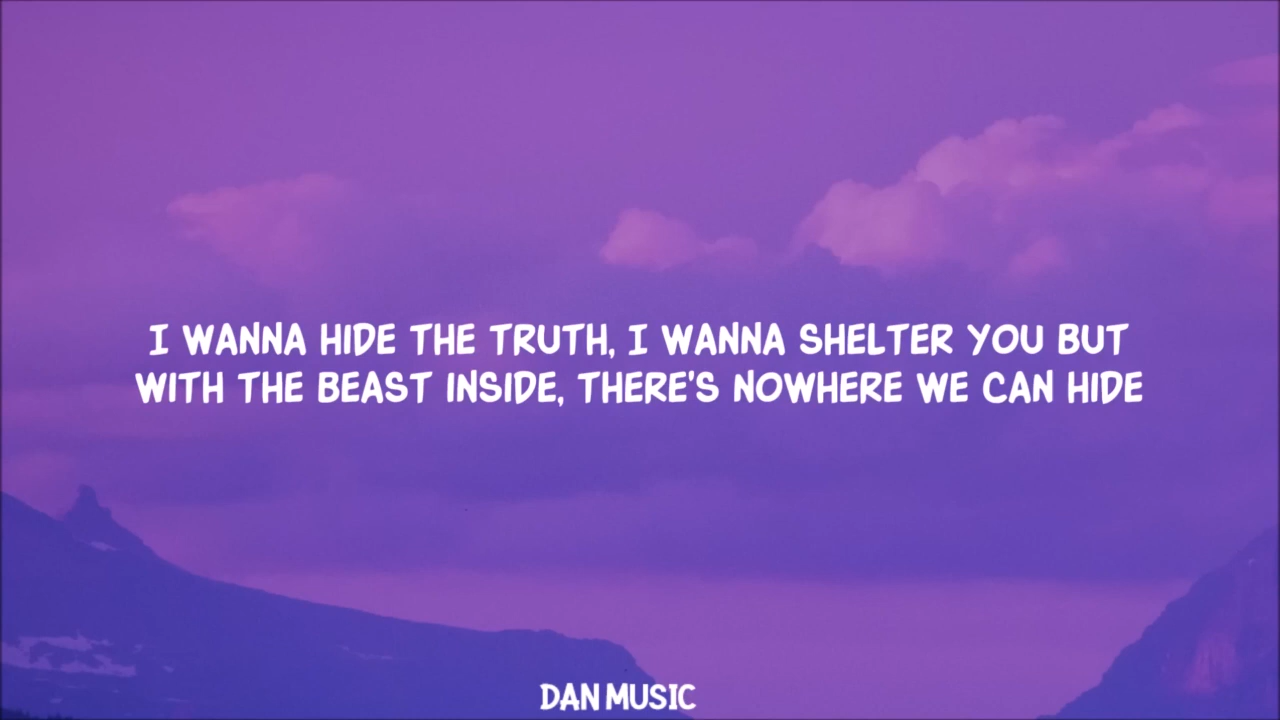 I WANNA HIDE THE TRUTH, I WANNA SHELTER YOU BUT
WITH THE BEAST INSIDE, THERE'S NOWHERE WE CAN HIDE
DAN MUSIC